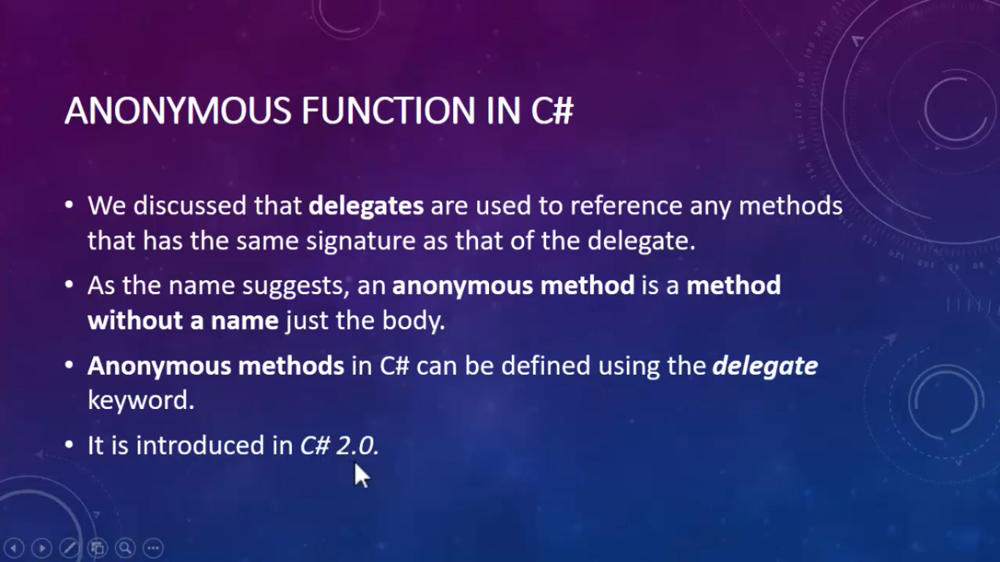 ANONYMOUS FUNCTION IN C#
• We discussed that delegates are used to reference any methods
that has the same signature as that of the delegate.
• As the name suggests, an anonymous method is a method
without a name just the body.
• Anonymous methods in C# can be defined using the delegate
keyword.
• It is introduced in C# 2.0.